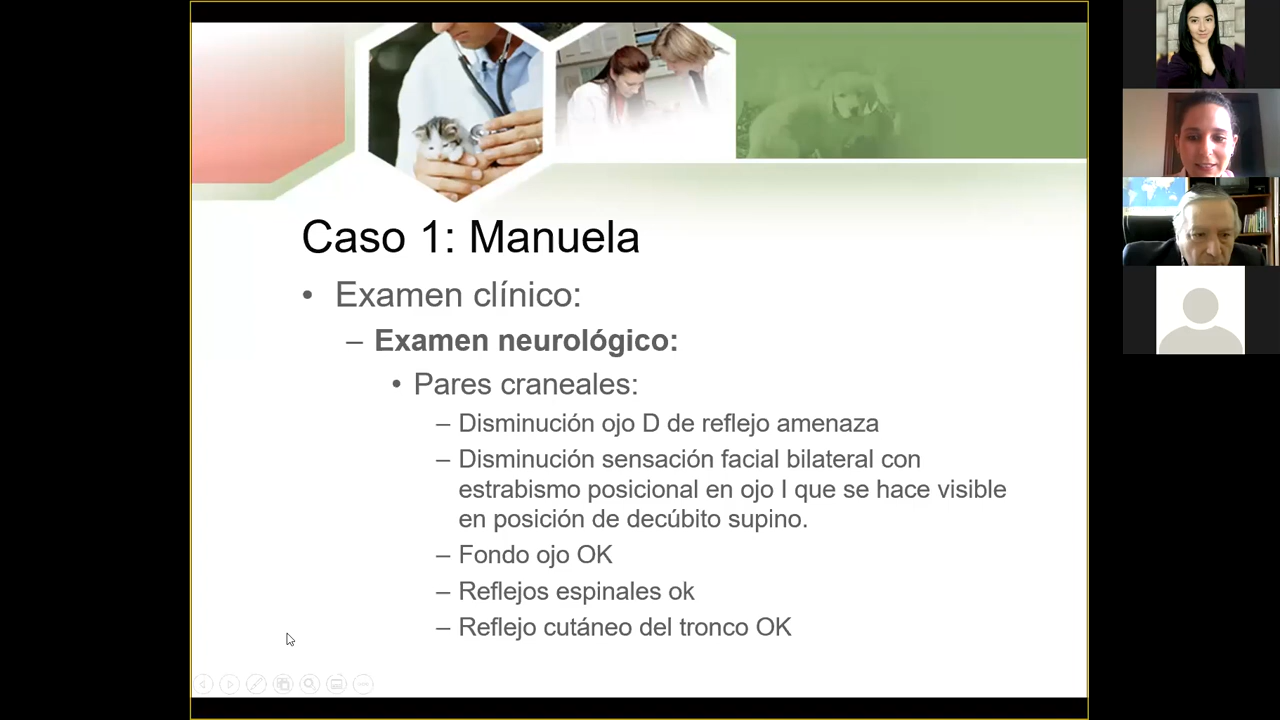 Caso 1: Manuela
• Examen clínico:
– Examen neurológico:
• Pares craneales:
– Disminución ojo D de reflejo amenaza
– Disminución sensación facial bilateral con
estrabismo posicional en ojo I que se hace visible
en posición de decúbito supino.
– Fondo ojo OK
– Reflejos espinales ok
– Reflejo cutáneo del tronco OK